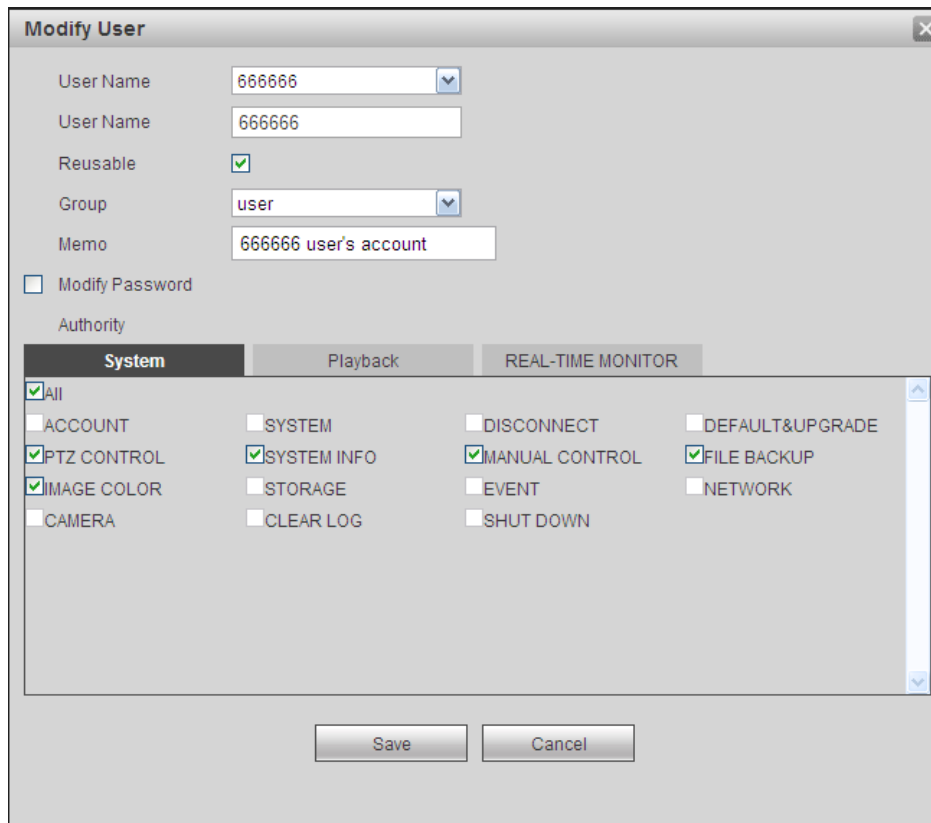 Modify User
User Name 666666
User Name 666666
Reusable
Group user
Memo 666666 user's account
Modify Password
Authority
System Playback REAL-TIME MONITOR
All
ACCOUNT SYSTEM DISCONNECT DEFAULT&UPGRADE
PTZ CONTROL SYSTEM INFO MANUAL CONTROL FILE BACKUP
IMAGE COLOR STORAGE EVENT NETWORK
CAMERA CLEAR LOG SHUT DOWN
Save Cancel